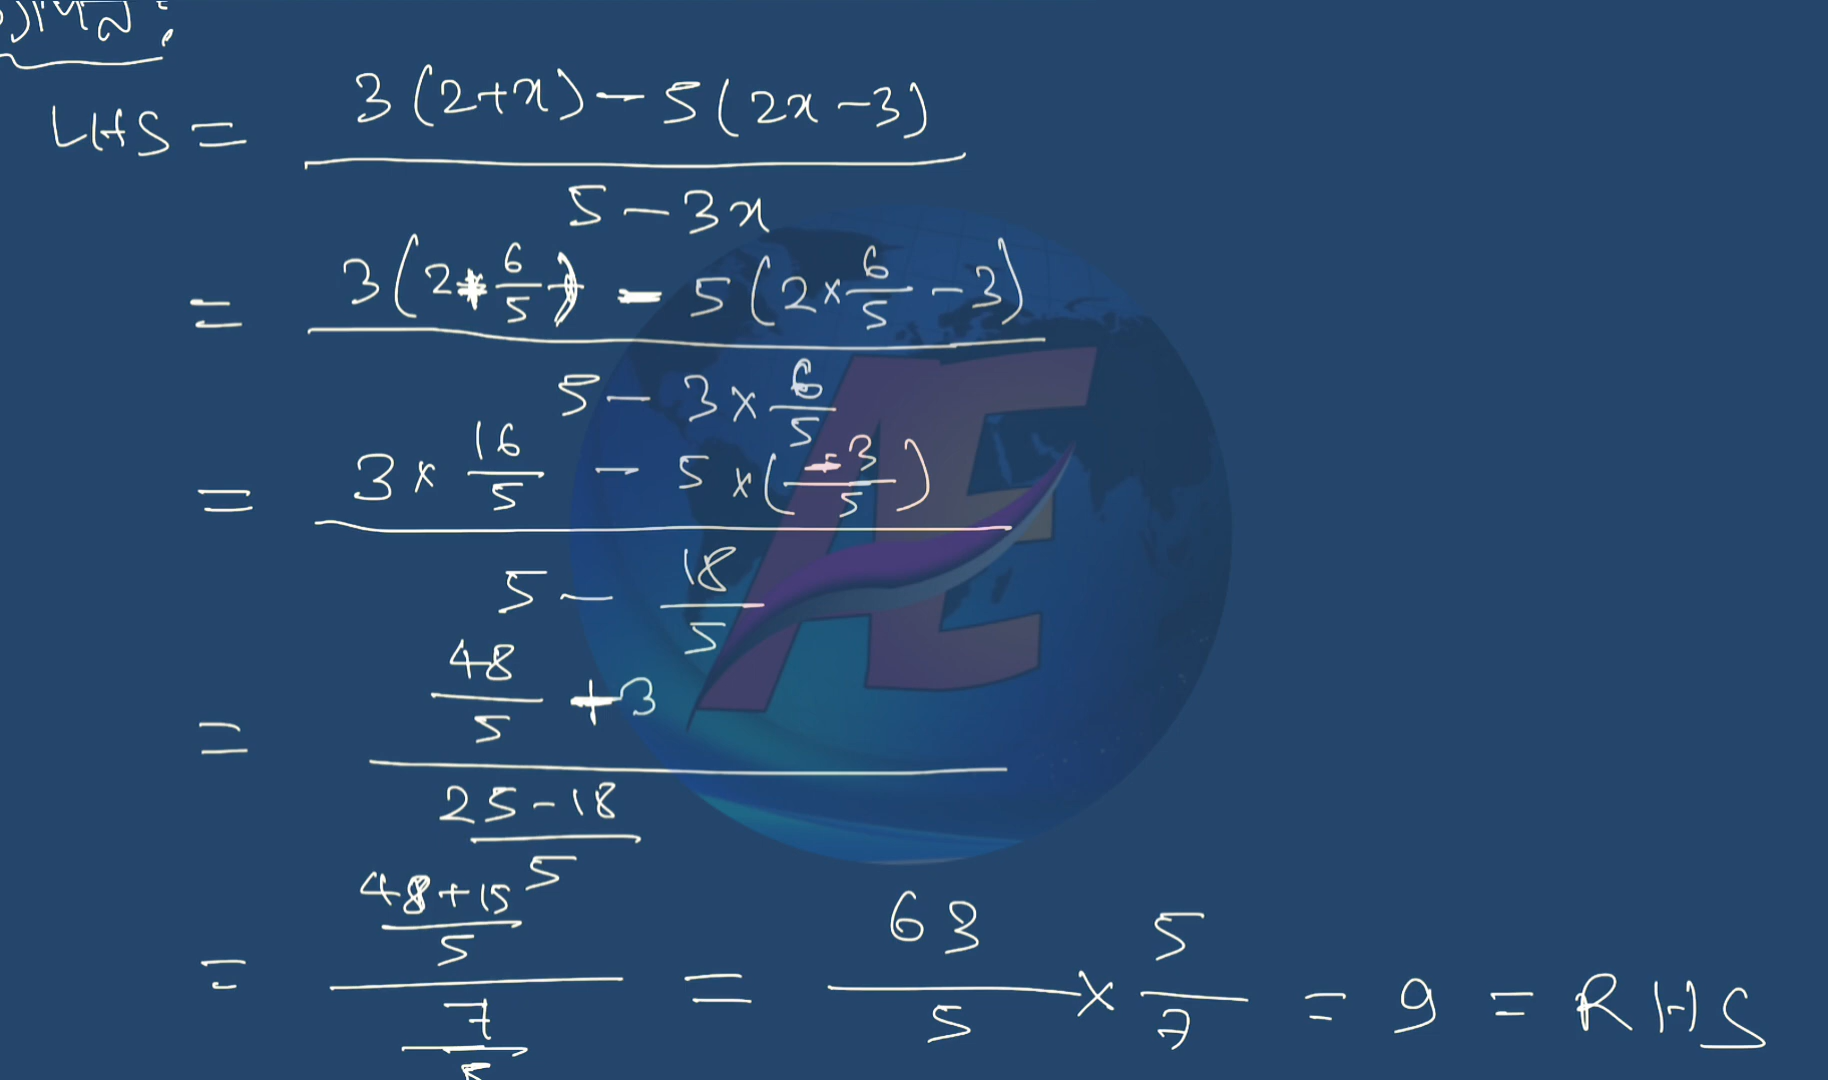 LHS = 3(2+x) - 5(2x-3) / 5-3x
= 3(2+6/5) - 5(2×6/5-3) / 5-3×6/5
= 3×16/5 - 5×(-3/5) / 5-18/5
= 48/5+3 / 25-18/5
= 48+15/5 / 7/5 = 63/5 × 5/7 = 9 = RHS
AE